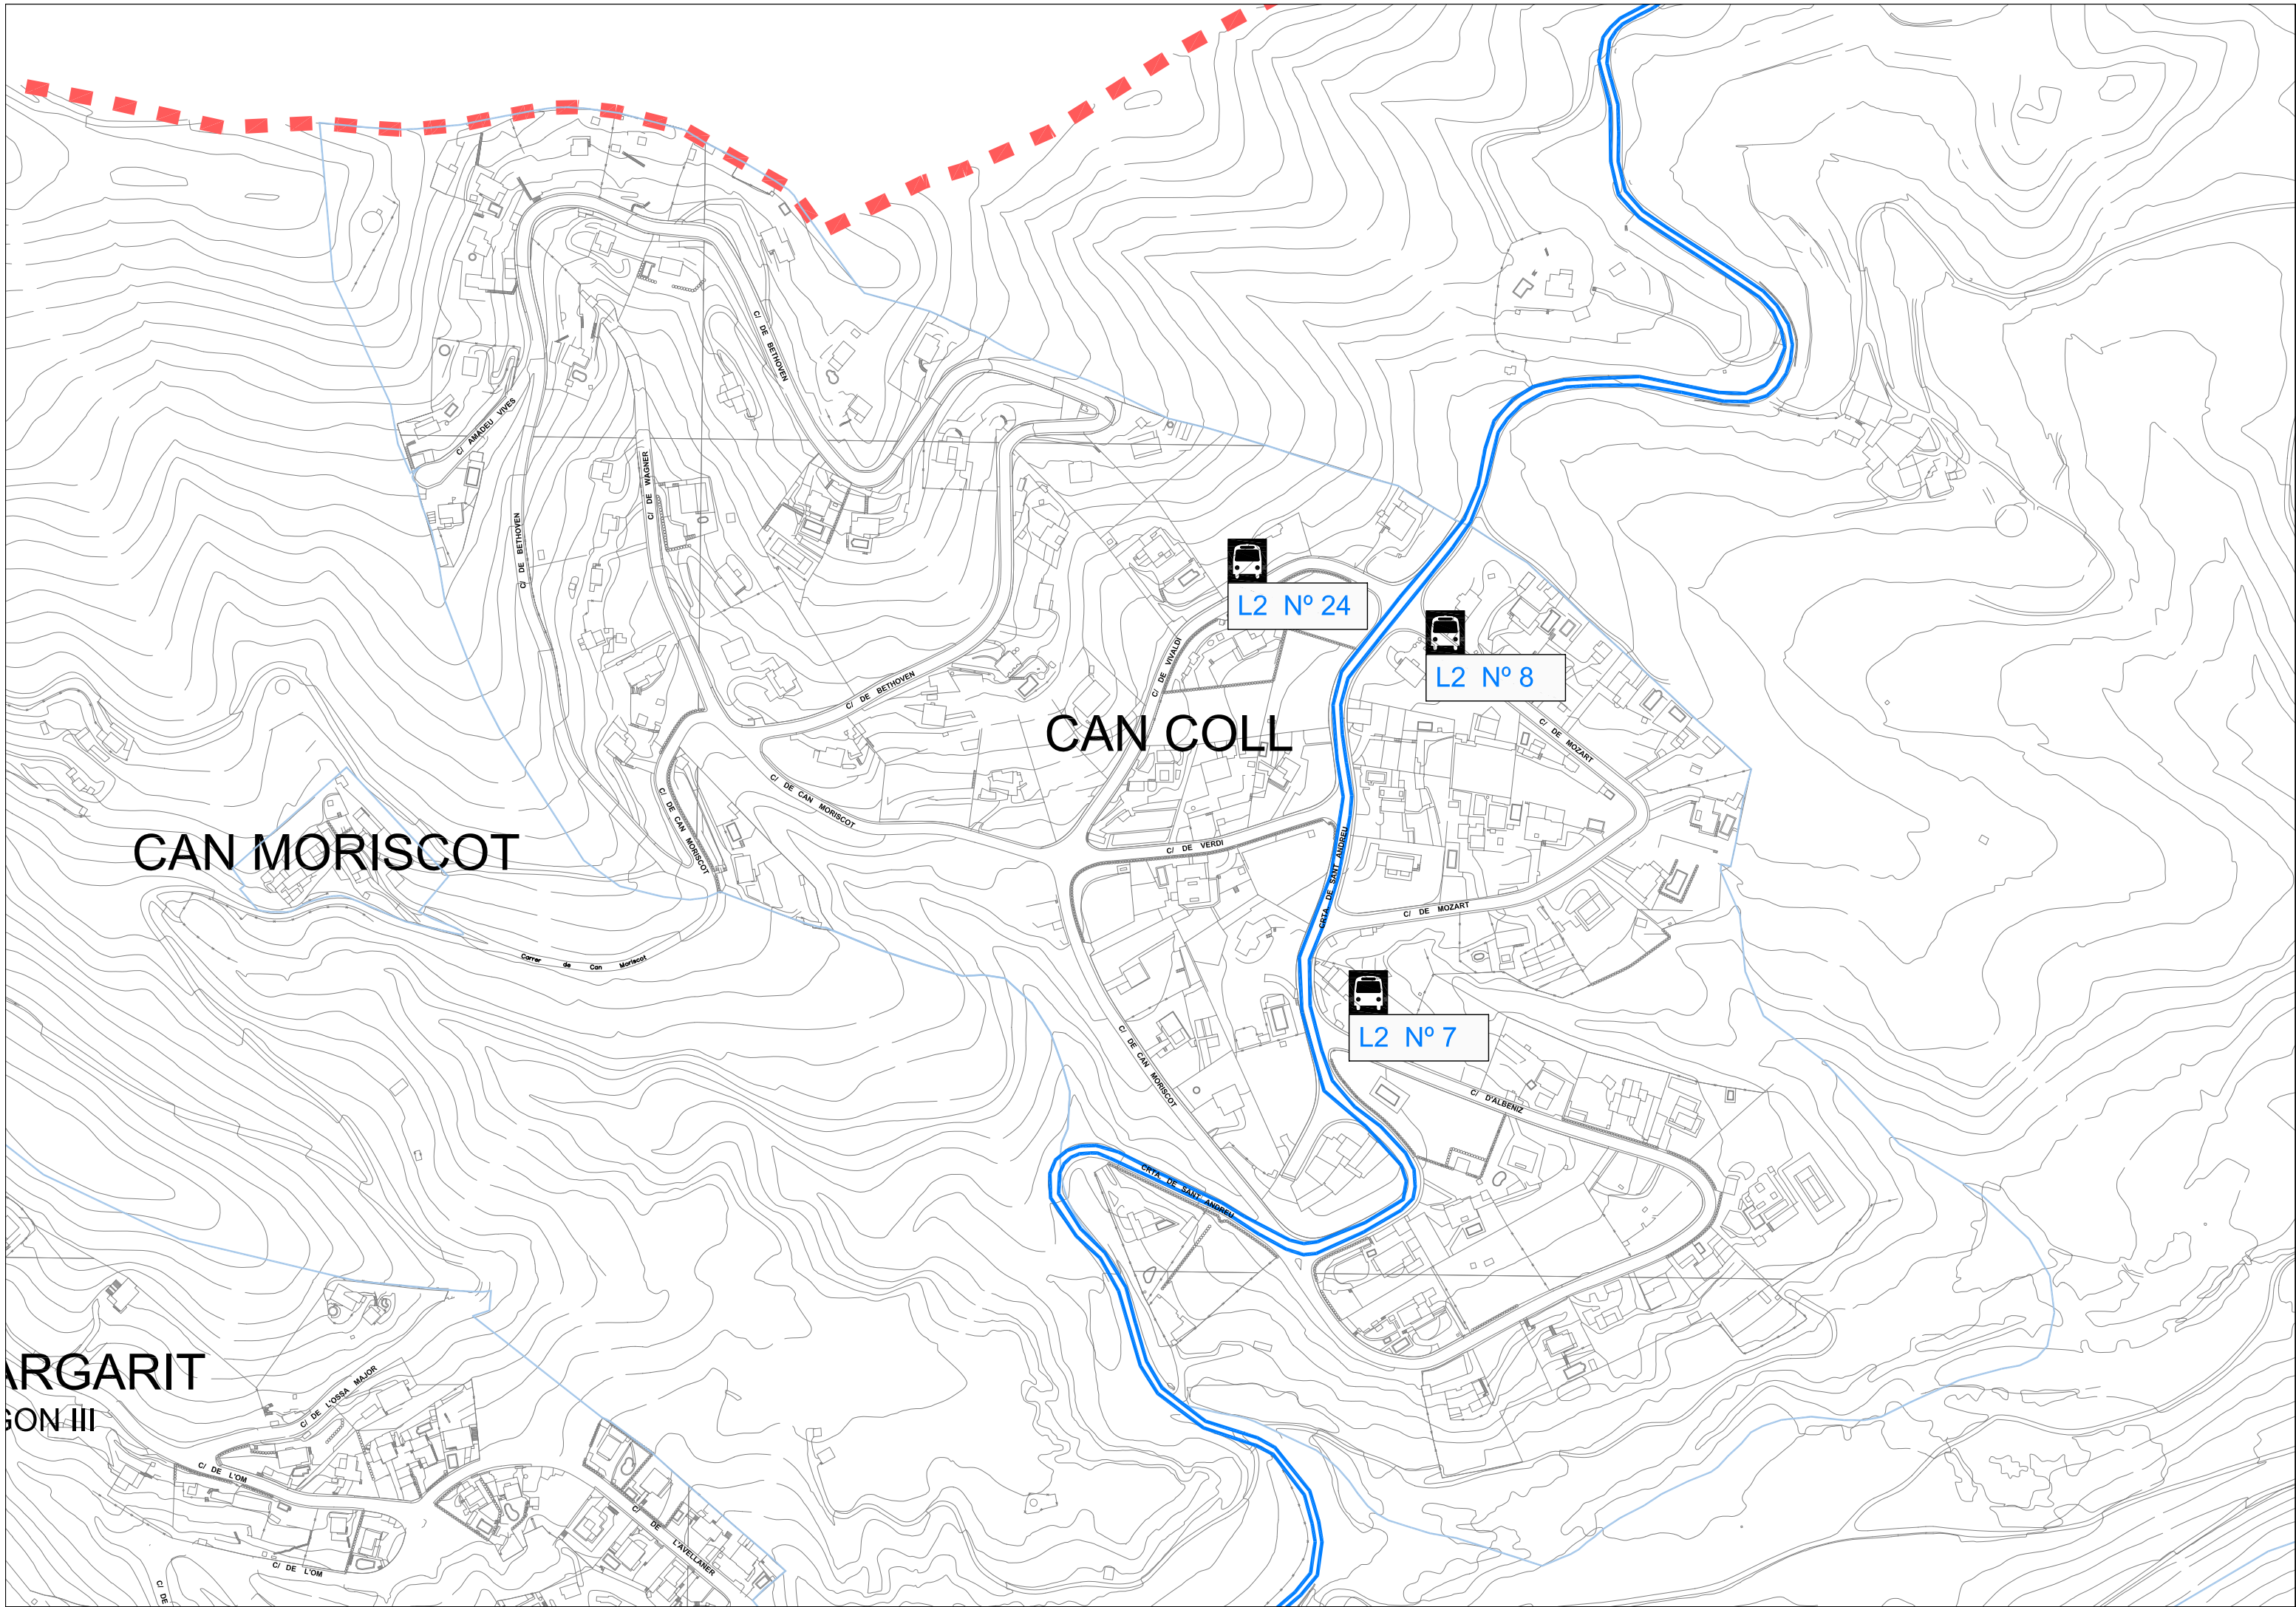 C/ DE BETHOVEN
C/ AMADEU VIVES
C/ DE WAGNER
C/ DE BETHOVEN
L2 Nº 24
L2 Nº 8
C/ DE VIVALDI
C/ DE BETHOVEN
CAN COLL
C/ DE MOZART
C/ DE CAN MORISCOT
C/ DE CAN MORISCOT
CAN MORISCOT
C/ DE VERDI
CRTA DE SANT ANDREU
C/ DE MOZART
Carrer de Can Moriscot
L2 Nº 7
C/ DE CAN MORISCOT
C/ D'ALBENIZ
CRTA DE SANT ANDREU
ARGARIT
GON III
C/ DE L'OSSA MAJOR
C/ DE L'OM
C/ DE L'AVELLANER
C/ DE L'OM
C/ DE